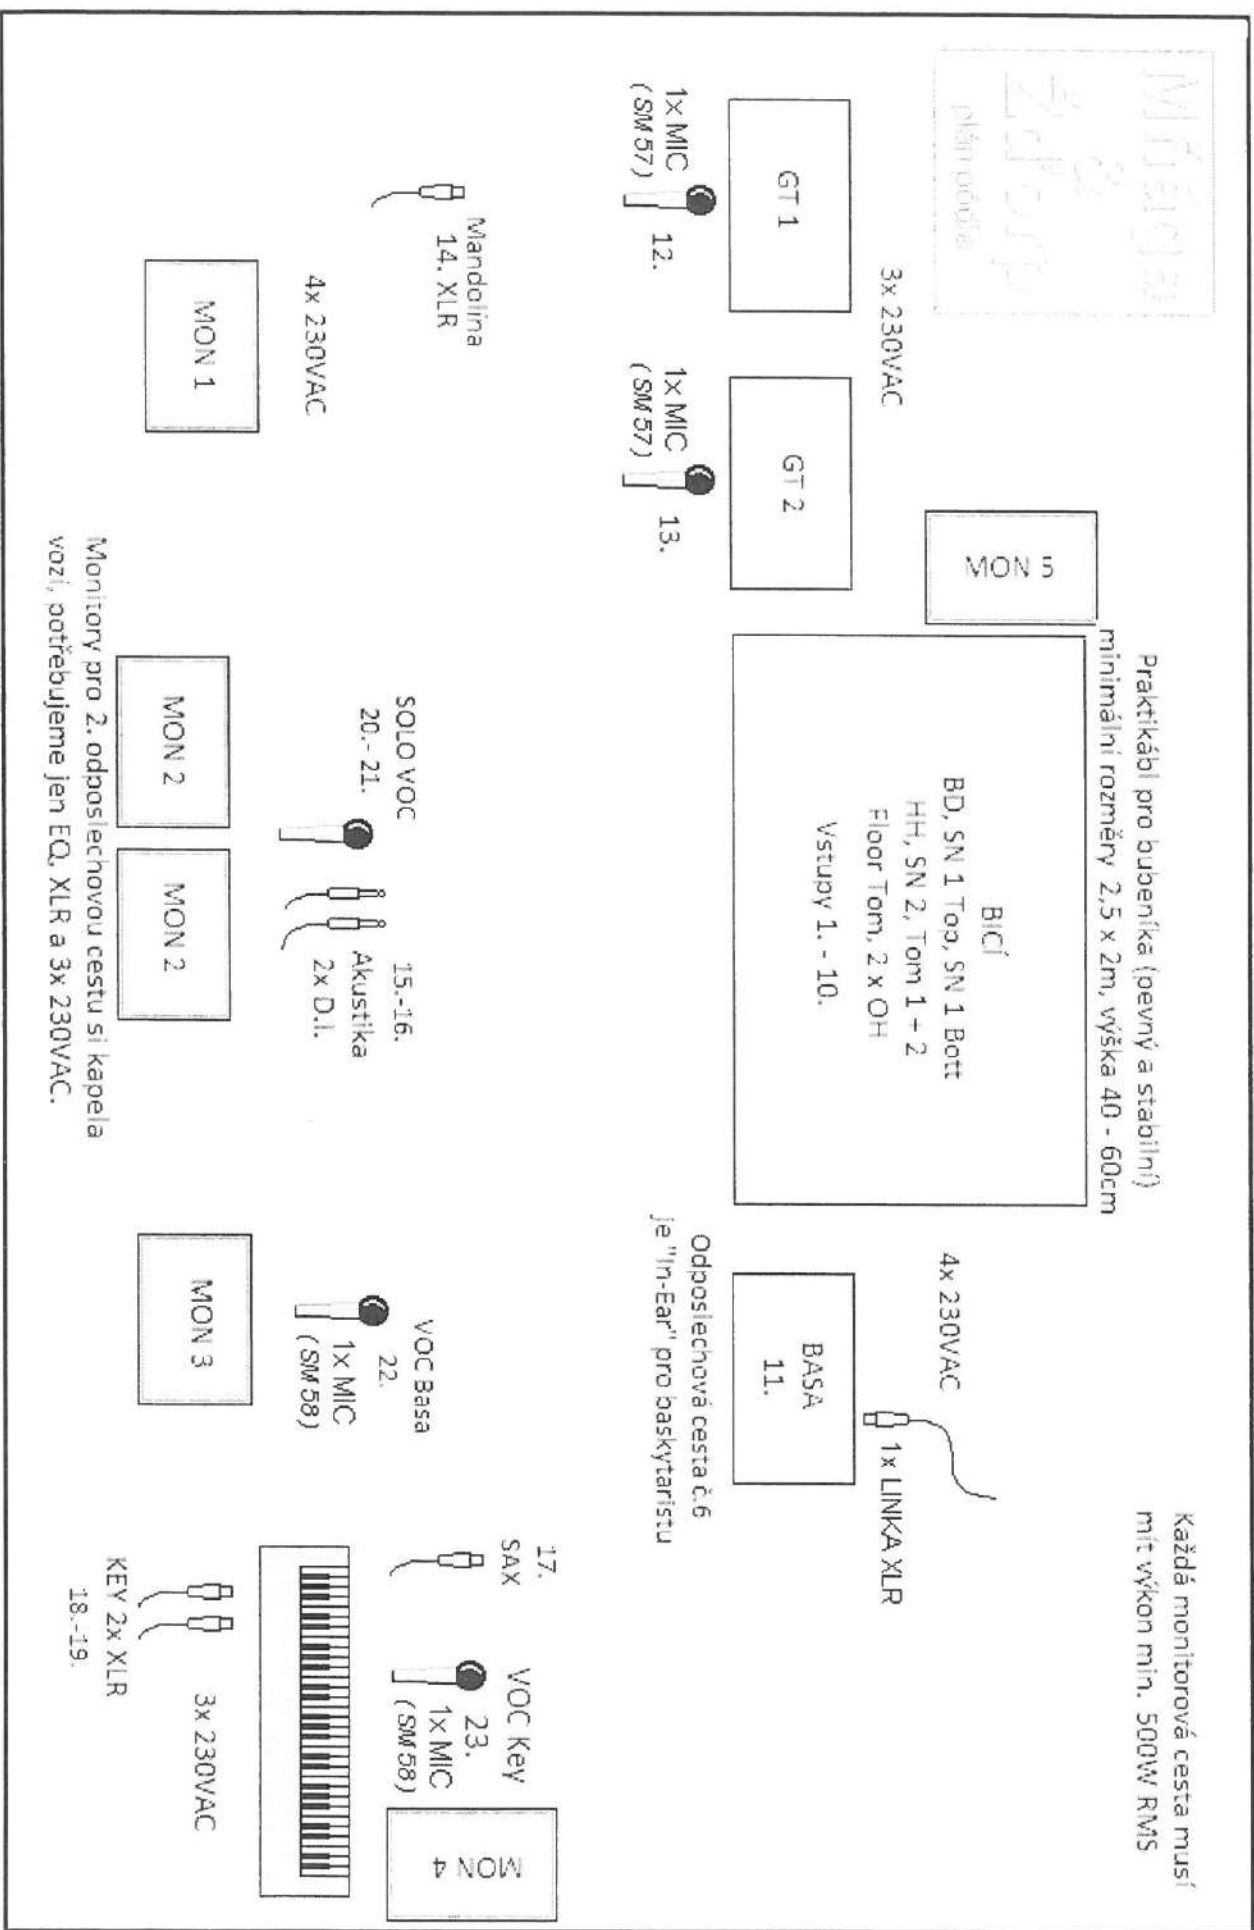 Mňága
&
Žďorp
plán pódia
3x 230VAC
GT 1
1x MIC
(SM 57)
12.
GT 2
1x MIC
(SM 57)
13.
MON 5
Praktikábl pro bubeníka (pevný a stabilní)
minimální rozměry 2,5 x 2m, výška 40 - 60cm
BICÍ
BD, SN 1 Top, SN 1 Bott
HH, SN 2, Tom 1 + 2
Floor Tom, 2 x OH
Vstupy 1. - 10.
Každá monitorová cesta musí
mít výkon min. 500W RMS
4x 230VAC
1x LINKA XLR
BASA
11.
Odposlechová cesta č.6
je "In-Ear" pro baskytaristu
Mandolina
14. XLR
4x 230VAC
MON 1
SOLO VOC
20.- 21.
15.-16.
Akustika
2x D.I.
MON 2
MON 2
Monitory pro 2. odposlechovou cestu si kapela
vozí, potřebujeme jen EQ, XLR a 3x 230VAC.
VOC Basa
22.
1x MIC
(SM 58)
MON 3
17.
SAX
VOC Key
23.
1x MIC
(SM 58)
MON 4
3x 230VAC
KEY 2x XLR
18.-19.